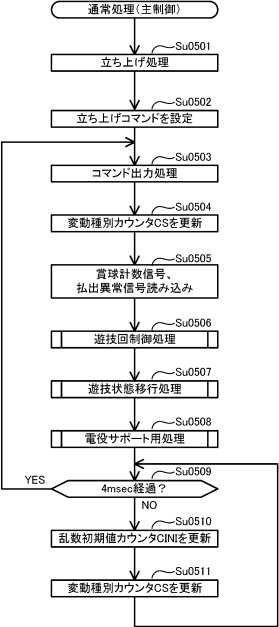 通常処理(主制御)
Su0501
立ち上げ処理
Su0502
立ち上げコマンドを設定
Su0503
コマンド出力処理
Su0504
変動種別カウンタCSを更新
Su0505
賞球計数信号、
払出異常信号読み込み
Su0506
遊技回制御処理
Su0507
遊技状態移行処理
Su0508
電役サポート用処理
Su0509
YES
4msec経過?
NO
Su0510
乱数初期値カウンタCINIを更新
Su0511
変動種別カウンタCSを更新